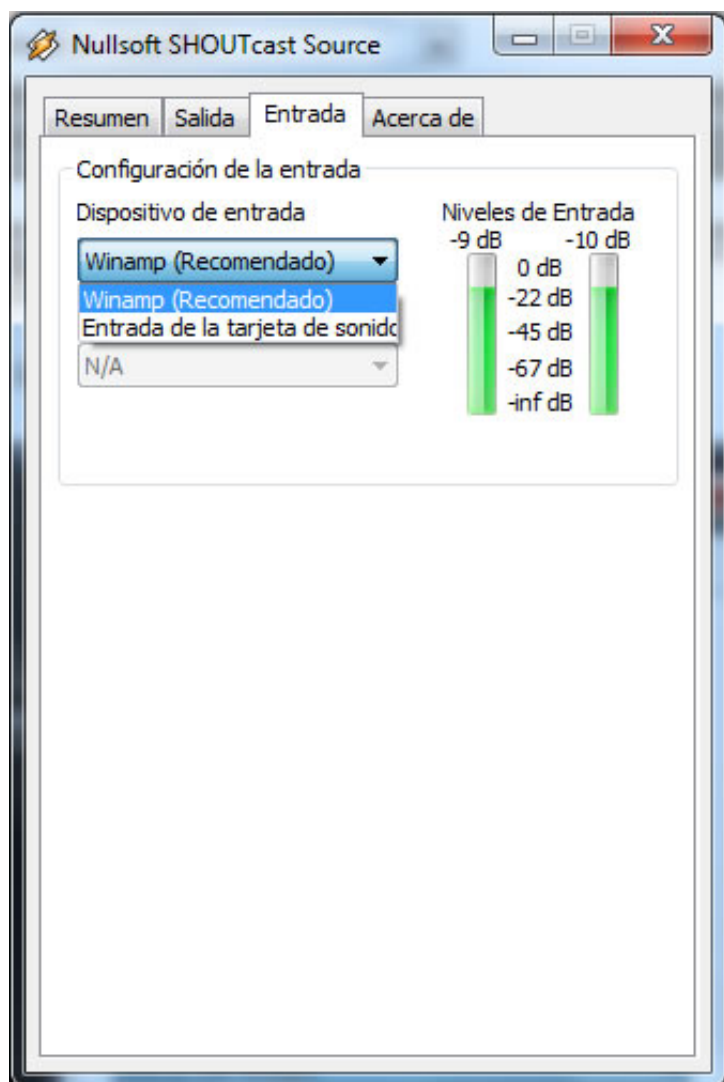 Nullsoft SHOUTcast Source
Resumen Salida Entrada Acerca de
Configuración de la entrada
Dispositivo de entrada
Winamp (Recomendado)
Winamp (Recomendado)
Entrada de la tarjeta de sonido
N/A
Niveles de Entrada
-9 dB -10 dB
0 dB
-22 dB
-45 dB
-67 dB
-inf dB